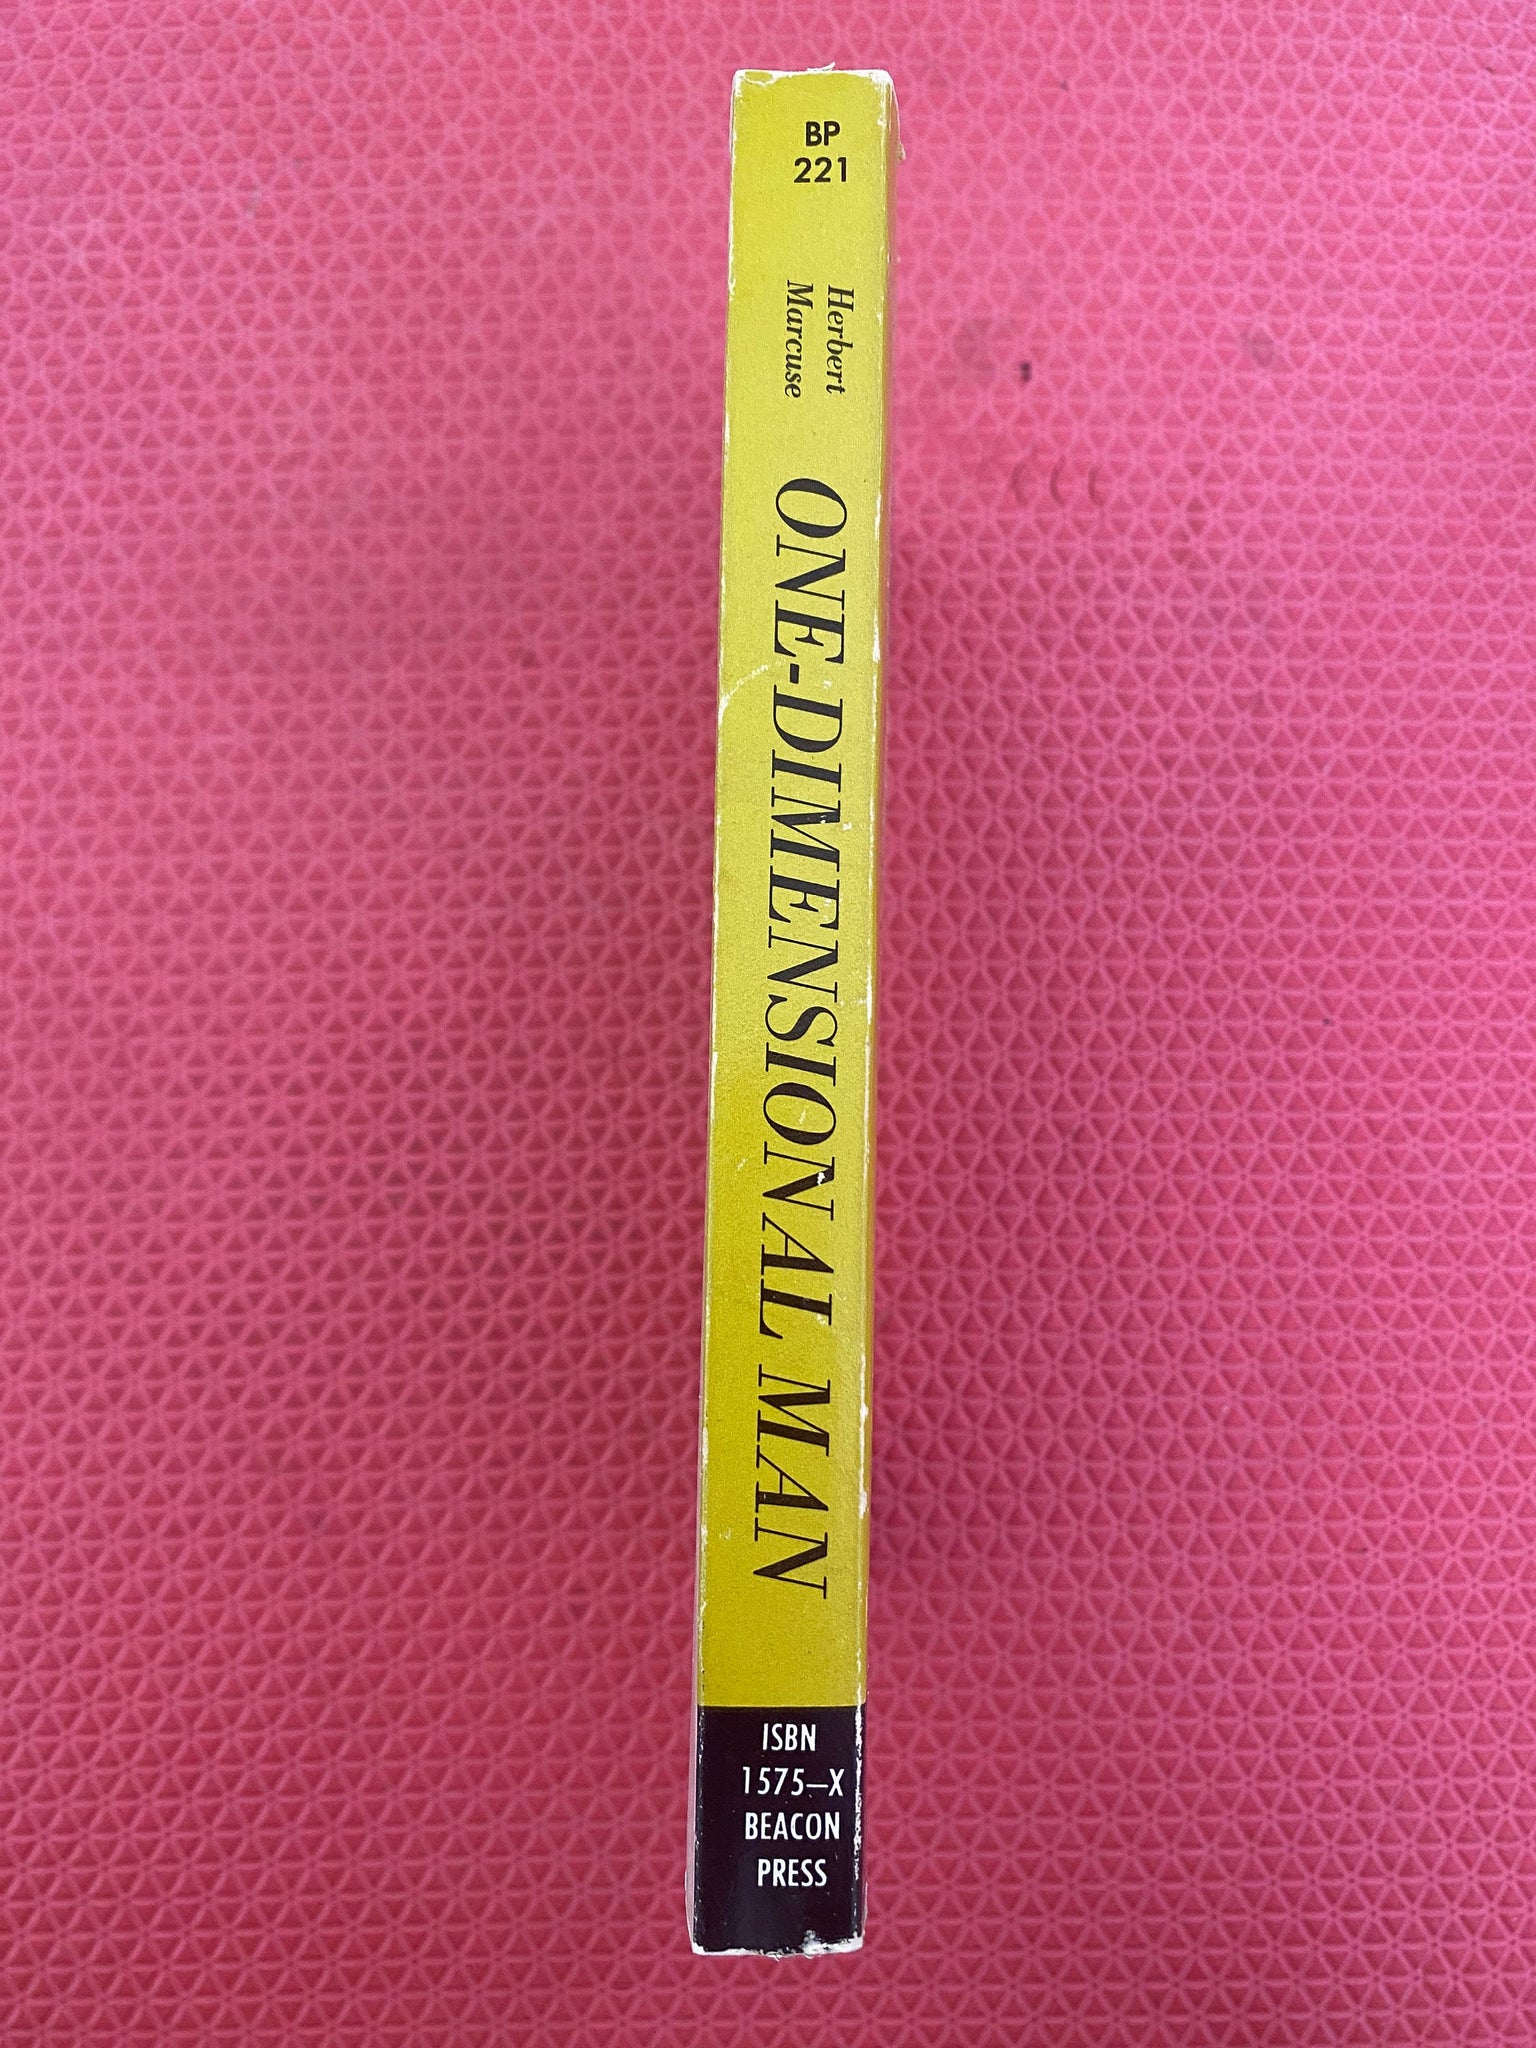 BP
221
Herbert
Marcuse
ONE-DIMENSIONAL MAN
ISBN
1575–X
BEACON
PRESS